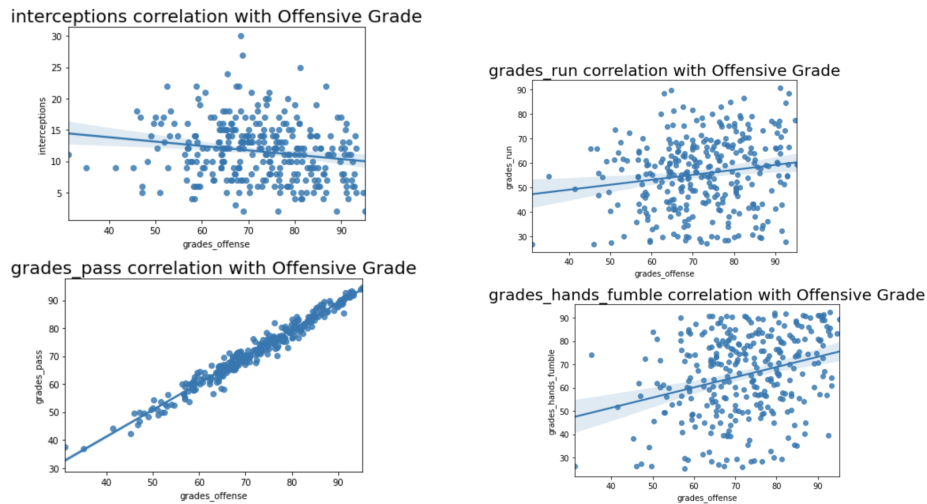 interceptions correlation with Offensive Grade
30
25
20
15
10
5
interceptions
40 50 60 70 80 90
grades_offense
grades_run correlation with Offensive Grade
90
80
70
60
50
40
30
grades_run
40 50 60 70 80 90
grades_offense
grades_pass correlation with Offensive Grade
90
80
70
60
50
40
30
grades_pass
40 50 60 70 80 90
grades_offense
grades_hands_fumble correlation with Offensive Grade
90
80
70
60
50
40
30
grades_hands_fumble
40 50 60 70 80 90
grades_offense